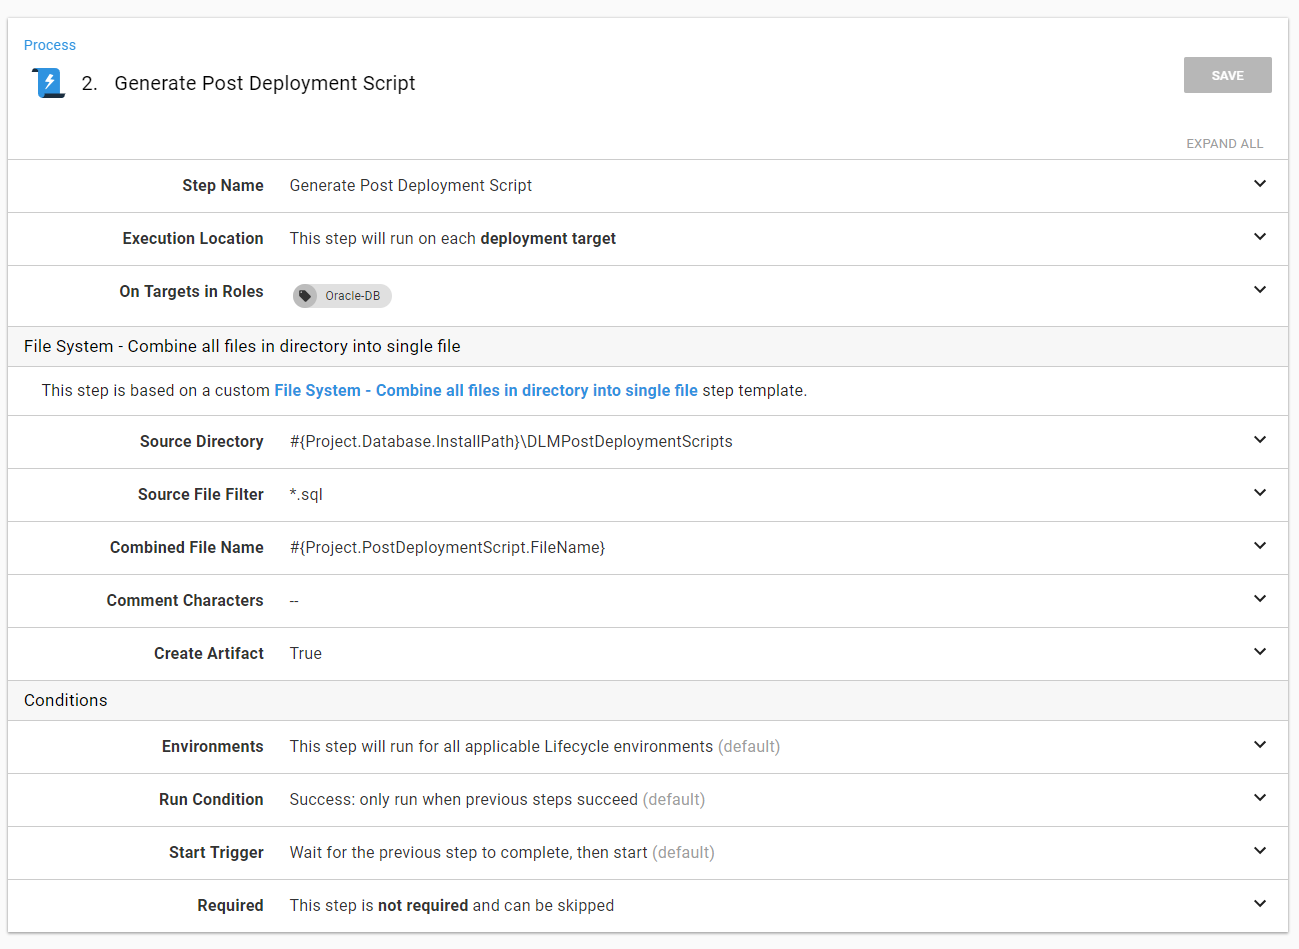 Process
2. Generate Post Deployment Script
SAVE
EXPAND ALL
Step Name Generate Post Deployment Script
Execution Location This step will run on each deployment target
On Targets in Roles Oracle-DB
File System - Combine all files in directory into single file
This step is based on a custom File System - Combine all files in directory into single file step template.
Source Directory #{Project.Database.InstallPath}\DLMPostDeploymentScripts
Source File Filter *.sql
Combined File Name #{Project.PostDeploymentScript.FileName}
Comment Characters --
Create Artifact True
Conditions
Environments This step will run for all applicable Lifecycle environments (default)
Run Condition Success: only run when previous steps succeed (default)
Start Trigger Wait for the previous step to complete, then start (default)
Required This step is not required and can be skipped